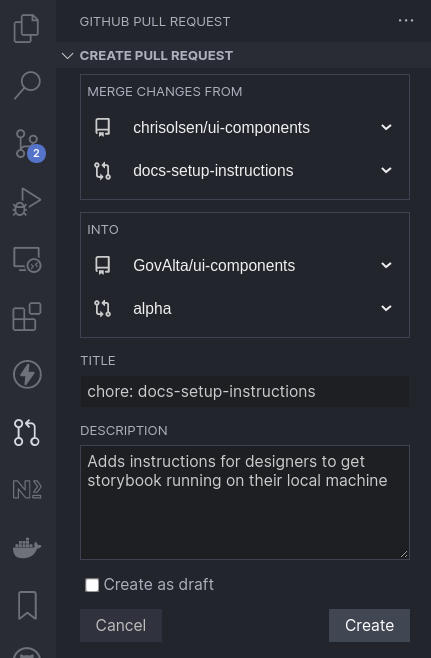 GITHUB PULL REQUEST
CREATE PULL REQUEST
MERGE CHANGES FROM
chrisolsen/ui-components
docs-setup-instructions
2
INTO
GovAlta/ui-components
alpha
TITLE
chore: docs-setup-instructions
DESCRIPTION
Adds instructions for designers to get
storybook running on their local machine
Create as draft
Cancel
Create